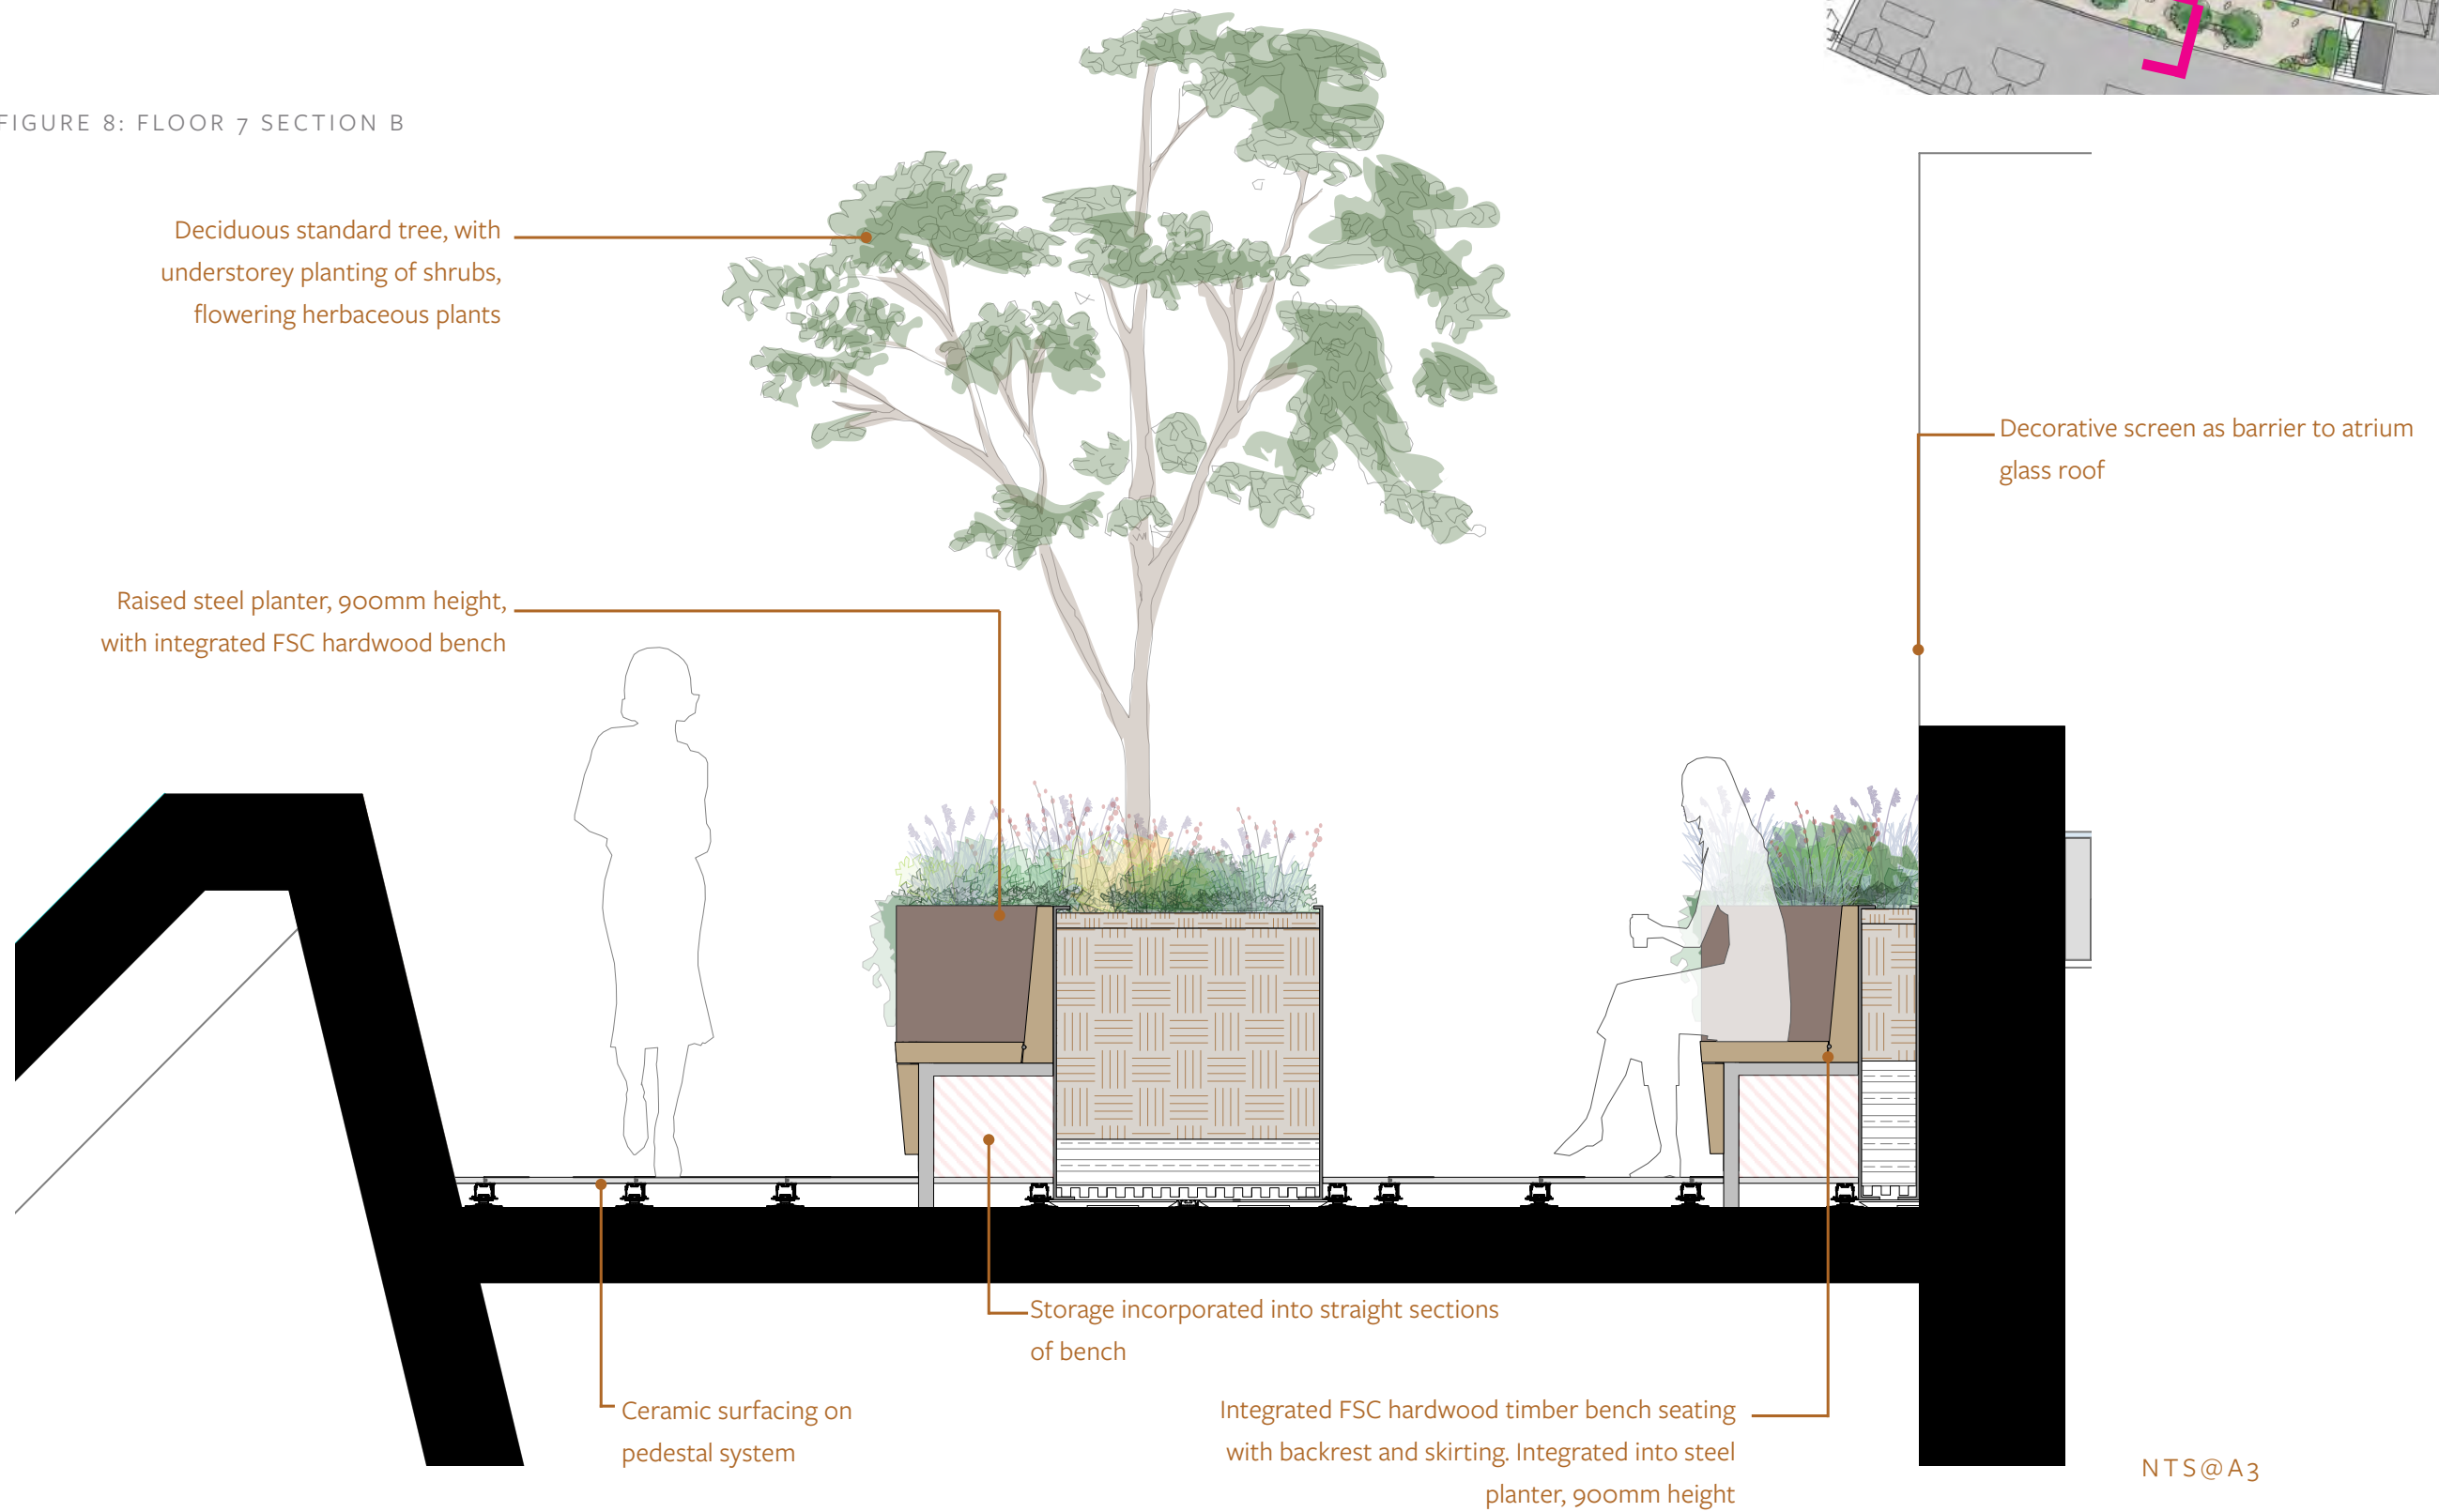 FIGURE 8: FLOOR 7 SECTION B
Deciduous standard tree, with
understorey planting of shrubs,
flowering herbaceous plants
Decorative screen as barrier to atrium
glass roof
Raised steel planter, 900mm height,
with integrated FSC hardwood bench
Storage incorporated into straight sections
of bench
Ceramic surfacing on
pedestal system
Integrated FSC hardwood timber bench seating
with backrest and skirting. Integrated into steel
planter, 900mm height
NTS@A3